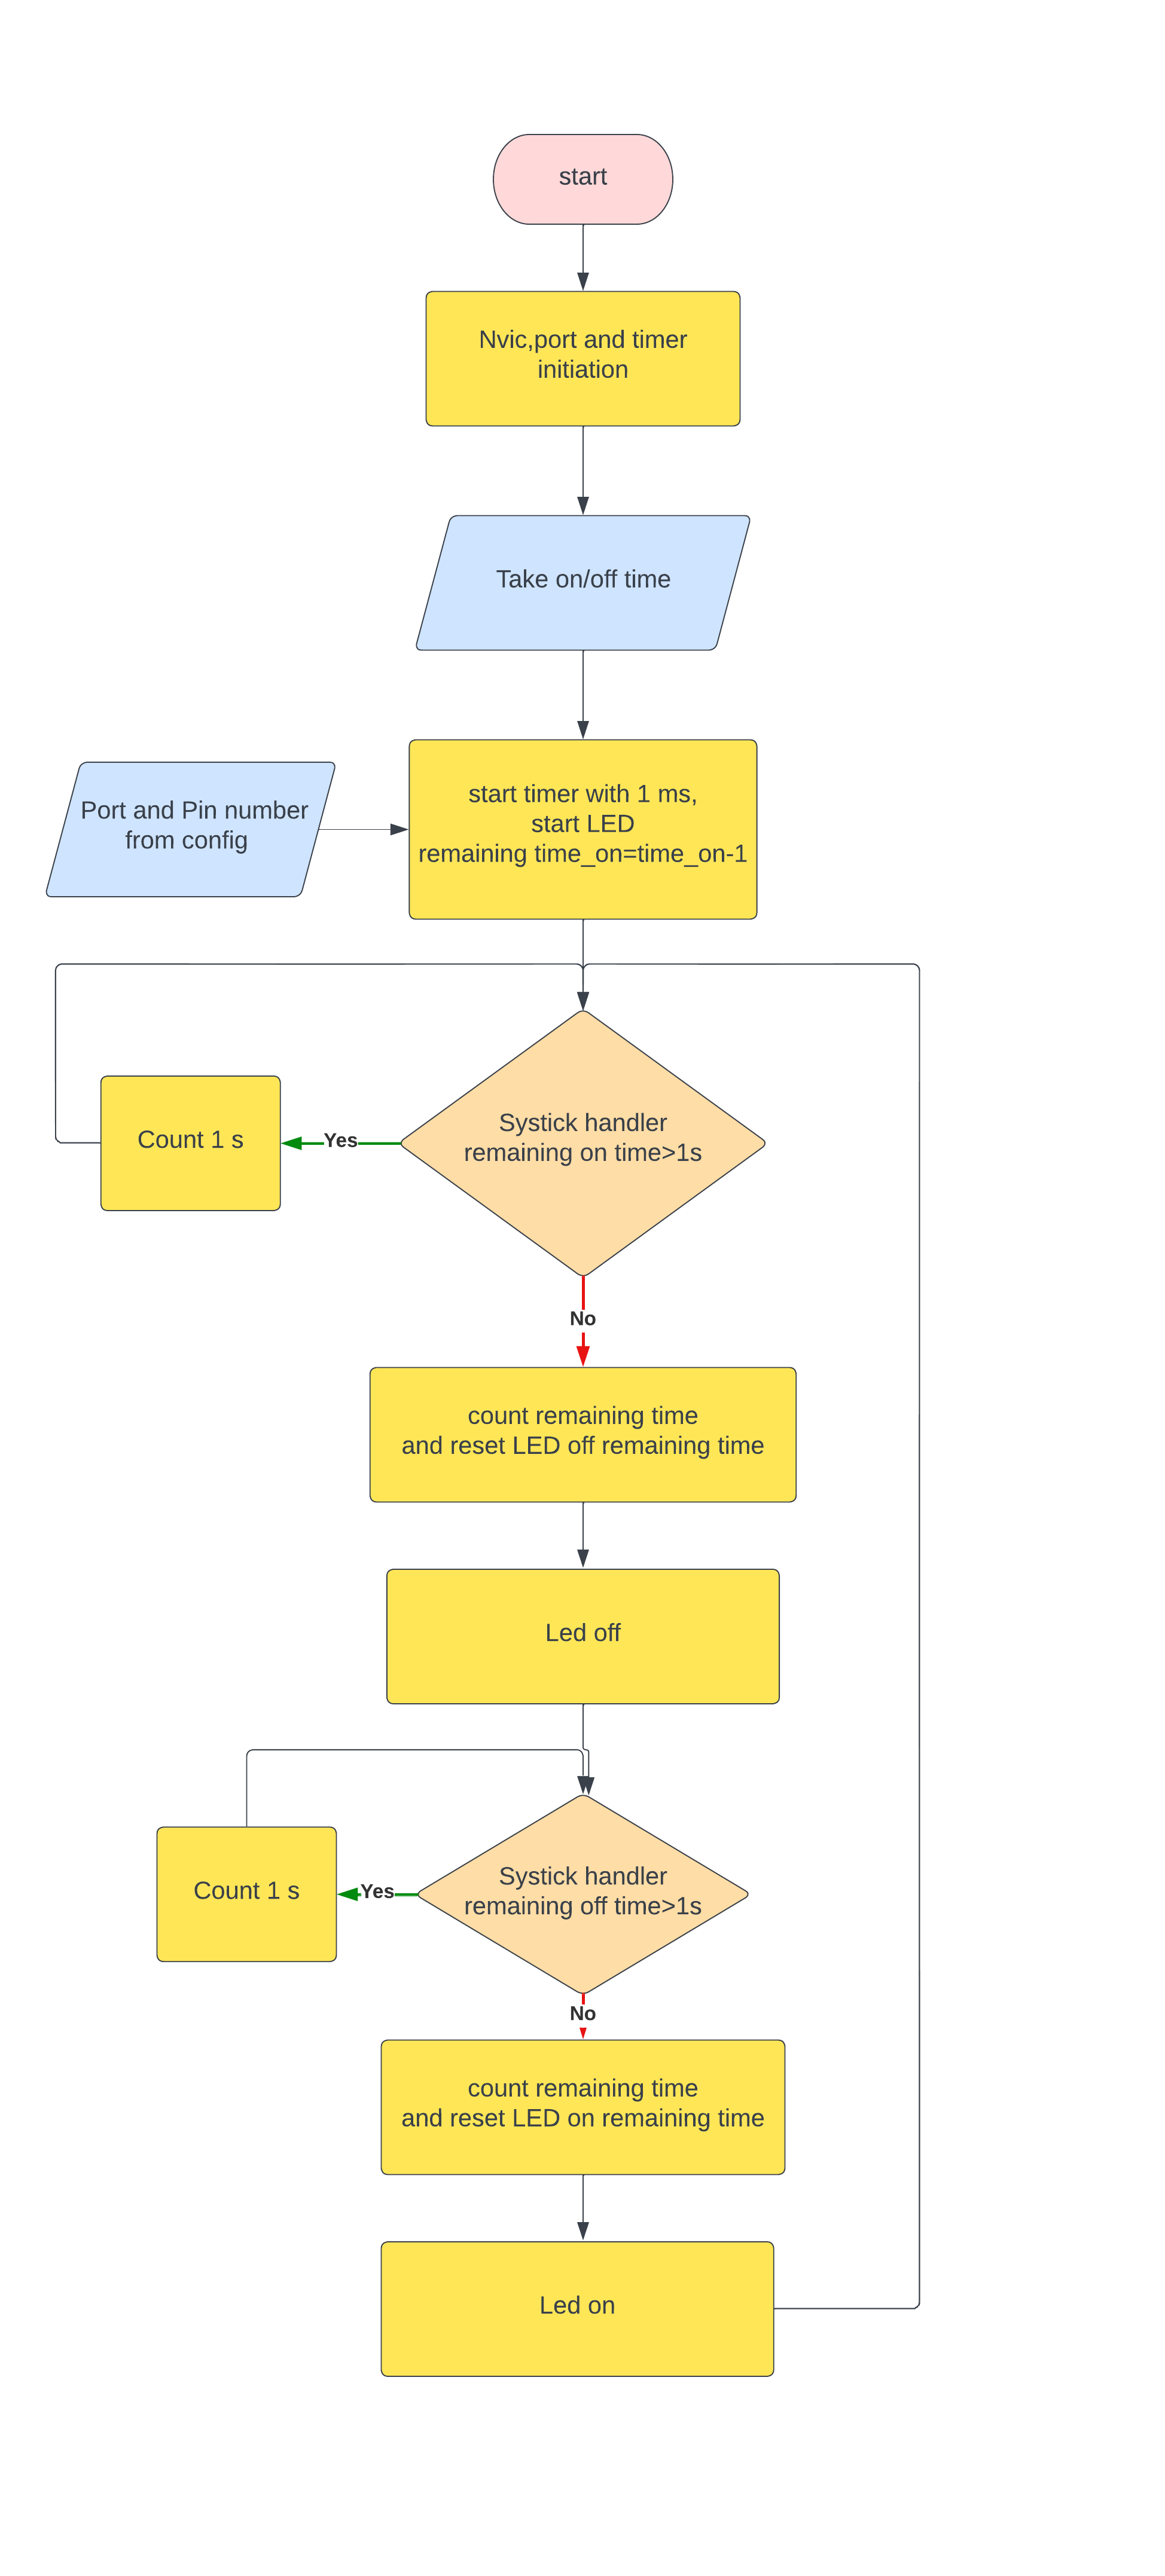 start
Nvic,port and timer
initiation
Take on/off time
Port and Pin number
from config
start timer with 1 ms,
start LED
remaining time_on=time_on-1
Count 1 s
Yes
Systick handler
remaining on time>1s
No
count remaining time
and reset LED off remaining time
Led off
Count 1 s
Yes
Systick handler
remaining off time>1s
No
count remaining time
and reset LED on remaining time
Led on